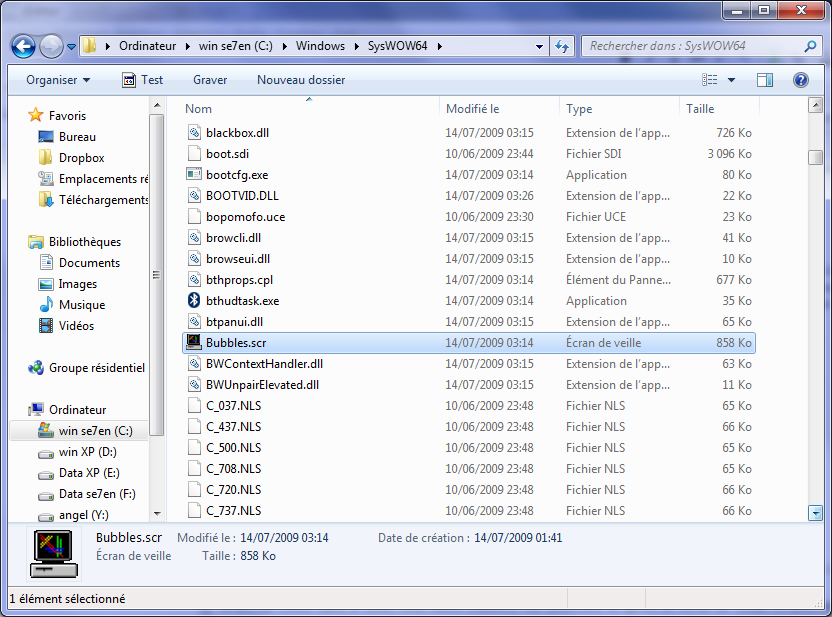 Ordinateur win se7en (C:) Windows SysWOW64
Rechercher dans : SysWOW64
Organiser Test Graver Nouveau dossier
Favoris
Bureau
Dropbox
Emplacements ré
Téléchargements
Bibliothèques
Documents
Images
Musique
Vidéos
Groupe résidentiel
Ordinateur
win se7en (C:)
win XP (D:)
Data XP (E:)
Data se7en (F:)
angel (Y:)
Nom Modifié le Type Taille
blackbox.dll 14/07/2009 03:15 Extension de l'app... 726 Ko
boot.sdi 10/06/2009 23:44 Fichier SDI 3 096 Ko
bootcfg.exe 14/07/2009 03:14 Application 80 Ko
BOOTVID.DLL 14/07/2009 03:26 Extension de l'app... 22 Ko
bopomofo.uce 10/06/2009 23:30 Fichier UCE 23 Ko
browcli.dll 14/07/2009 03:15 Extension de l'app... 41 Ko
browseui.dll 14/07/2009 03:15 Extension de l'app... 10 Ko
bthprops.cpl 14/07/2009 03:14 Élément du Panne... 677 Ko
bthudtask.exe 14/07/2009 03:14 Application 35 Ko
btpanui.dll 14/07/2009 03:15 Extension de l'app... 65 Ko
Bubbles.scr 14/07/2009 03:14 Écran de veille 858 Ko
BWContextHandler.dll 14/07/2009 03:15 Extension de l'app... 63 Ko
BWUnpairElevated.dll 14/07/2009 03:15 Extension de l'app... 11 Ko
C_037.NLS 10/06/2009 23:48 Fichier NLS 65 Ko
C_437.NLS 10/06/2009 23:48 Fichier NLS 66 Ko
C_500.NLS 10/06/2009 23:48 Fichier NLS 65 Ko
C_708.NLS 10/06/2009 23:48 Fichier NLS 65 Ko
C_720.NLS 10/06/2009 23:48 Fichier NLS 66 Ko
C_737.NLS 10/06/2009 23:48 Fichier NLS 66 Ko
Bubbles.scr Modifié le : 14/07/2009 03:14 Date de création : 14/07/2009 01:41
Écran de veille Taille : 858 Ko
1 élément sélectionné